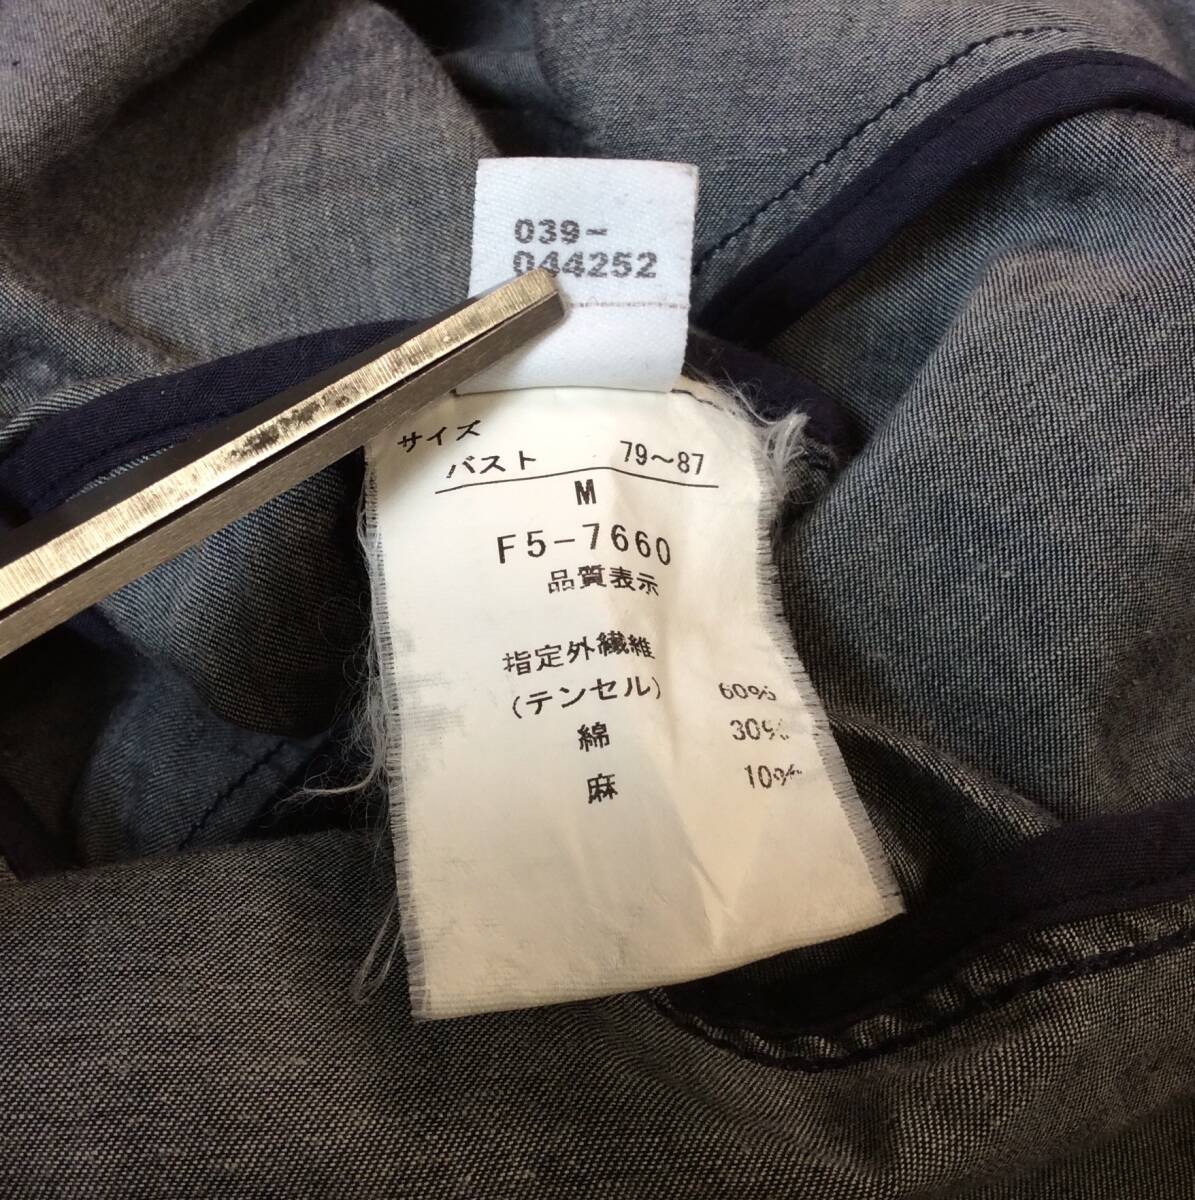 039-
044252
サイズ
バスト 79〜87
M
F5-7660
品質表示
指定外繊維
(テンセル) 60%
綿 30%
麻 10%